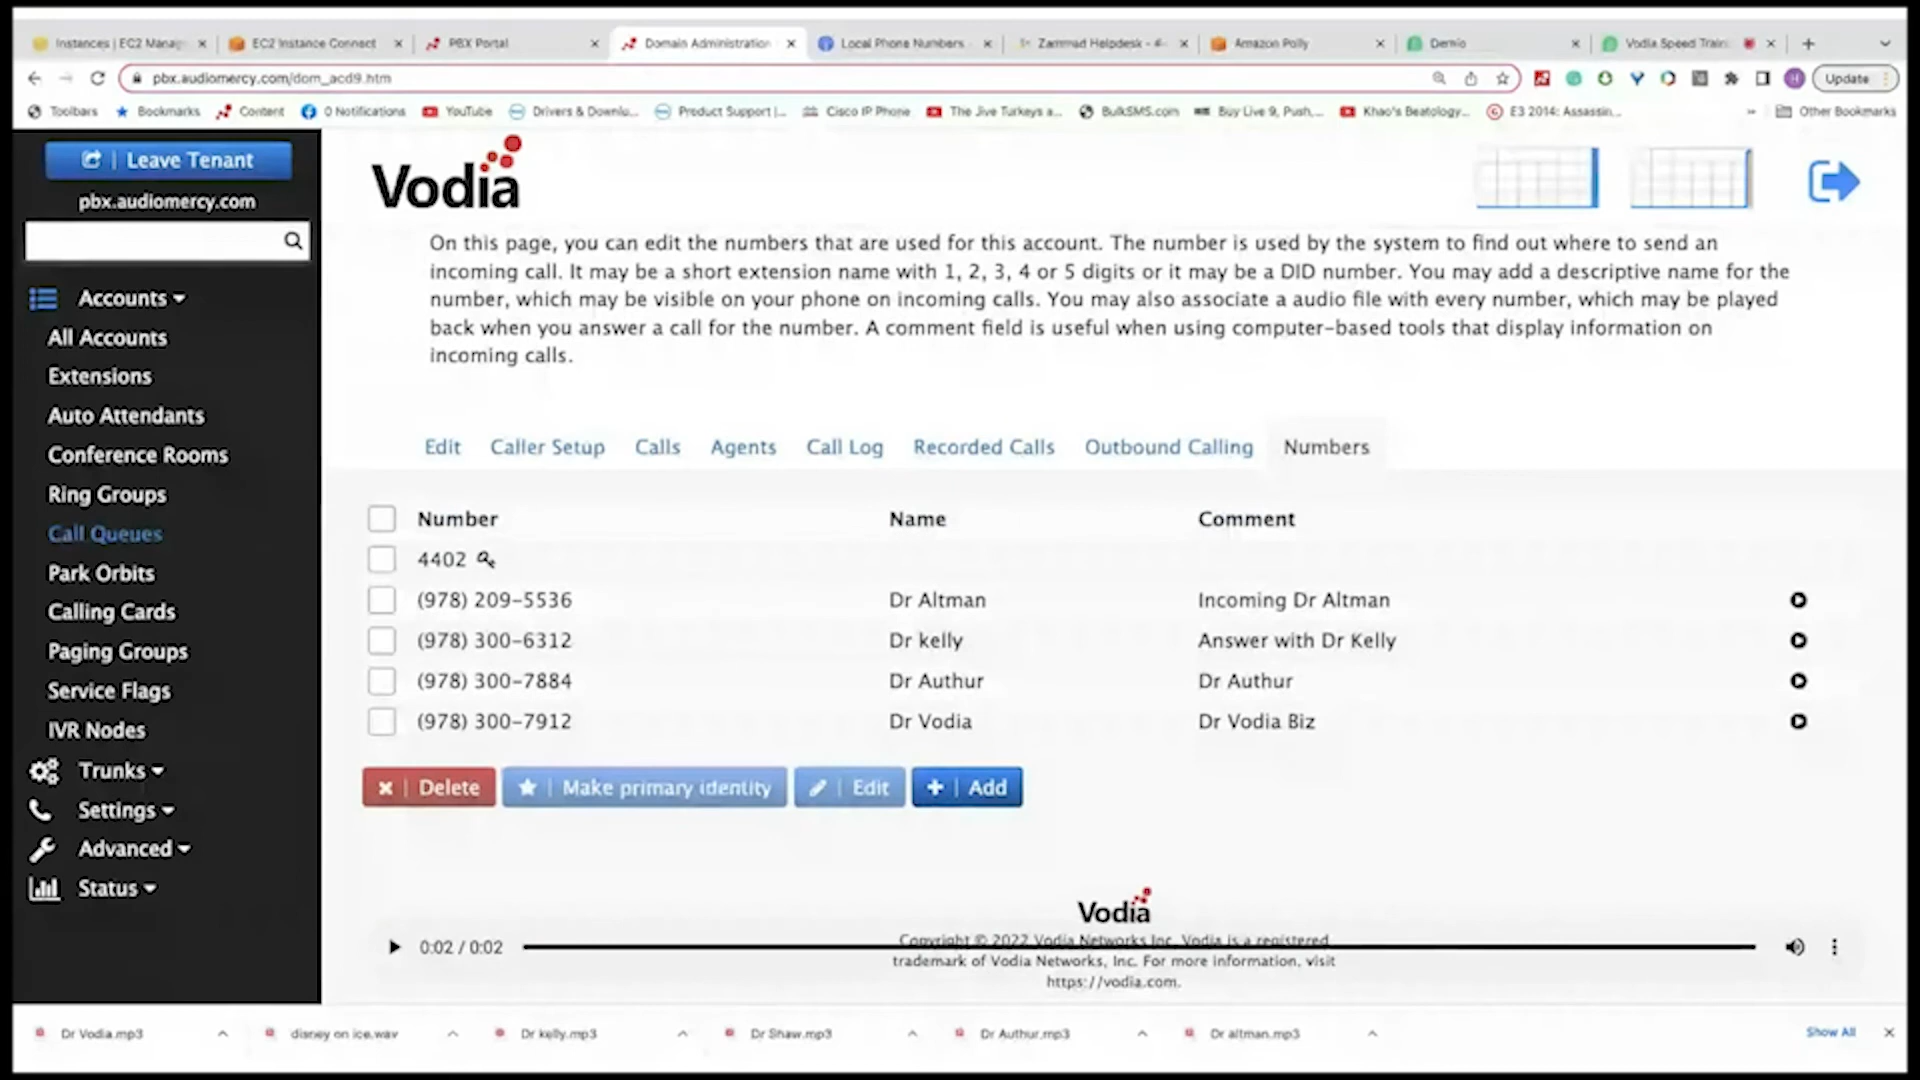 Instances | EC2 Manag
EC2 Instance Connect
PBX Portal
Domain Administration
Local Phone Numbers
Zammad Helpdesk - #
Amazon Polly
Demio
Vodia Speed Train
pbx.audiomercy.com/dom_acd9.htm
Update
Toolbars
Bookmarks
Content
0 Notifications
YouTube
Drivers & Downlo...
Product Support |...
Cisco IP Phone
The Jive Turkeys a...
BulkSMS.com
Buy Live 9, Push,...
Khao's Beatology...
E3 2014: Assassin...
Other Bookmarks
Leave Tenant
pbx.audiomercy.com
Accounts
All Accounts
Extensions
Auto Attendants
Conference Rooms
Ring Groups
Call Queues
Park Orbits
Calling Cards
Paging Groups
Service Flags
IVR Nodes
Trunks
Settings
Advanced
Status
Vodia
On this page, you can edit the numbers that are used for this account. The number is used by the system to find out where to send an
incoming call. It may be a short extension name with 1, 2, 3, 4 or 5 digits or it may be a DID number. You may add a descriptive name for the
number, which may be visible on your phone on incoming calls. You may also associate a audio file with every number, which may be played
back when you answer a call for the number. A comment field is useful when using computer-based tools that display information on
incoming calls.
Edit Caller Setup Calls Agents Call Log Recorded Calls Outbound Calling Numbers
Number Name Comment
4402
(978) 209-5536 Dr Altman Incoming Dr Altman
(978) 300-6312 Dr kelly Answer with Dr Kelly
(978) 300-7884 Dr Authur Dr Authur
(978) 300-7912 Dr Vodia Dr Vodia Biz
Delete Make primary identity Edit Add
Vodia
Copyright © 2022 Vodia Networks Inc. Vodia is a registered
0:02 / 0:02
trademark of Vodia Networks, Inc. For more information, visit
https://vodia.com.
Dr Vodia.mp3
disney on ice.wav
Dr kelly.mp3
Dr Shaw.mp3
Dr Authur.mp3
Dr altman.mp3
Show All